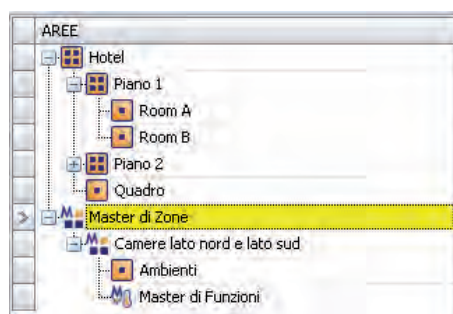 AREE
Hotel
Piano 1
Room A
Room B
Piano 2
Quadro
Master di Zone
Camere lato nord e lato sud
Ambienti
Master di Funzioni